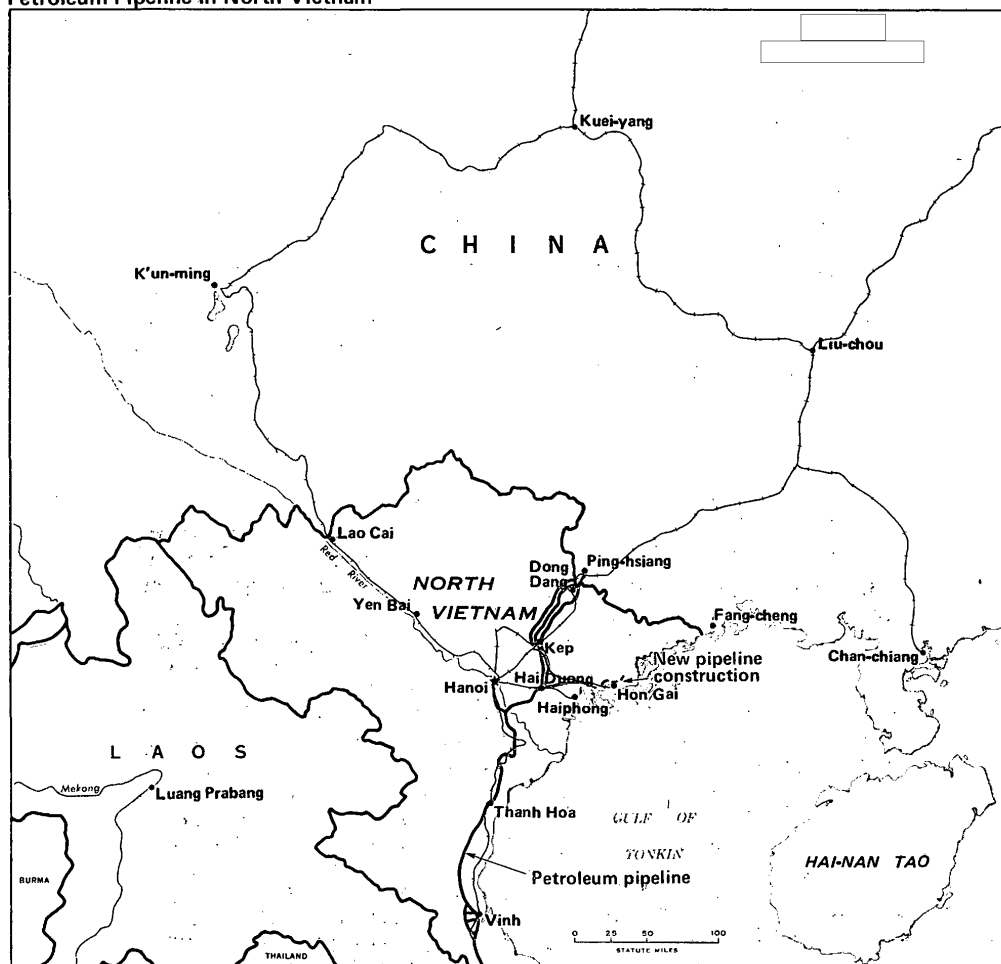 Petroleum Pipeline in North Vietnam
Kuei-yang
CHINA
K'un-ming
Liu-chou
Lao Cai
Red River
Dong
Dang
Ping-hsiang
NORTH
VIETNAM
Yen Bai
Fang-cheng
Kep
Chan-chiang
New pipeline
construction
Hai Duong
Hanoi
Hon Gai
Haiphong
LAOS
Mekong
Luang Prabang
Thanh Hoa
GULF OF
TONKIN
HAI-NAN TAO
BURMA
Petroleum pipeline
Vinh
0 25 50 100
STATUTE MILES
THAILAND